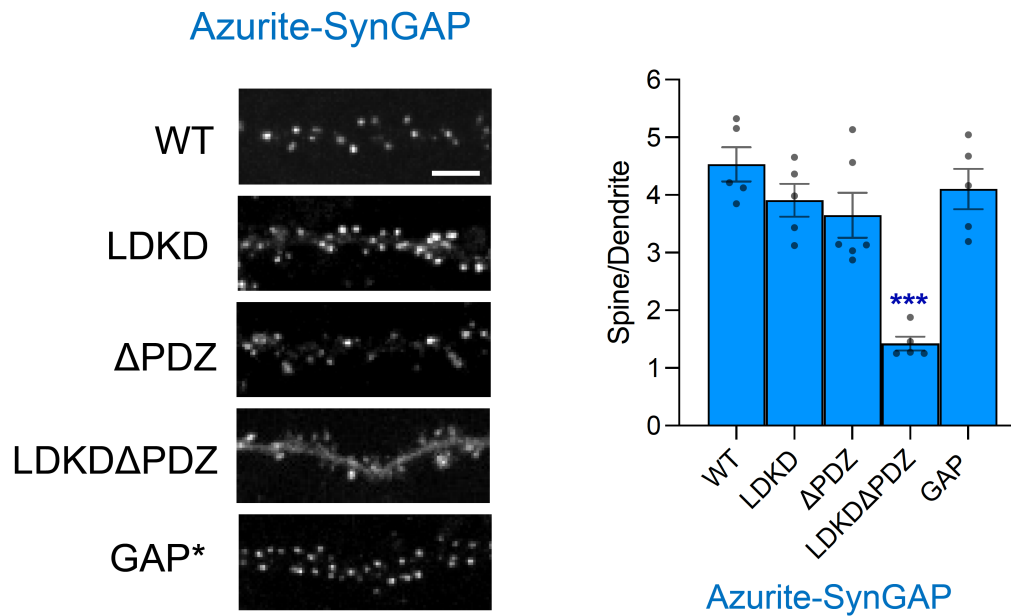 Azurite-SynGAP
WT
LDKD
ΔPDZ
LDKDΔPDZ
GAP*
6
5
4
3
2
1
0
Spine/Dendrite
***
WT
LDKD
ΔPDZ
LDKDΔPDZ
GAP
Azurite-SynGAP